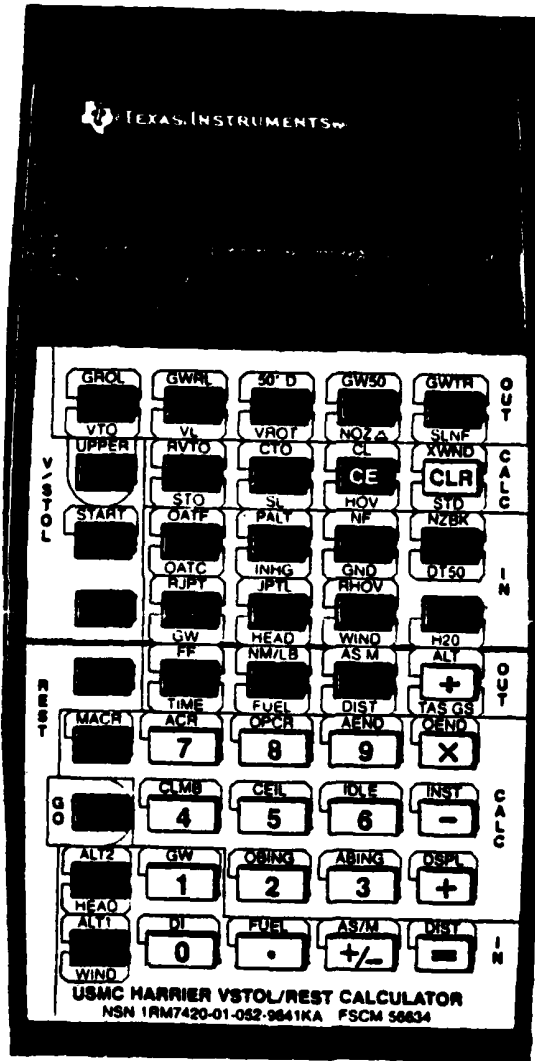 TEXAS INSTRUMENTS
GROL GWRL 50' D GW50 GWTR
VTO VL VROT NOZ△ SLNF
OUT
UPPER RVTO CTO CL XWND
CE CLR
STO SL HOV STD
CALC
V/STOL
START OATF PALT NF NZBK
OATC INHG GND DT50
IN
RJPT JPTL RHOV
GW HEAD WIND H20
FF NM/LB AS M ALT
+
TIME FUEL DIST TAS GS
OUT
REST
MACR ACR OPCR AEND OEND
7 8 9 X
CLMB CEIL IDLE INST
GO
4 5 6 −
CALC
ALT2 GW OBING ABING DSPL
1 2 3 +
HEAD
ALT1 DI FUEL AS/M DIST
0 . +/− =
WIND
IN
USMC HARRIER VSTOL/REST CALCULATOR
NSN 1RM7420-01-052-9641KA FSCM 56634